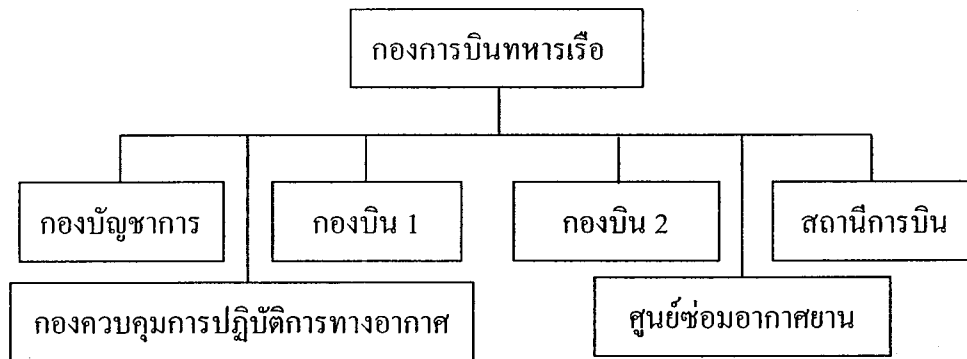 กองการบินทหารเรือ
กองบัญชาการ
กองบิน 1
กองบิน 2
สถานีการบิน
กองควบคุมการปฏิบัติการทางอากาศ
ศูนย์ซ่อมอากาศยาน